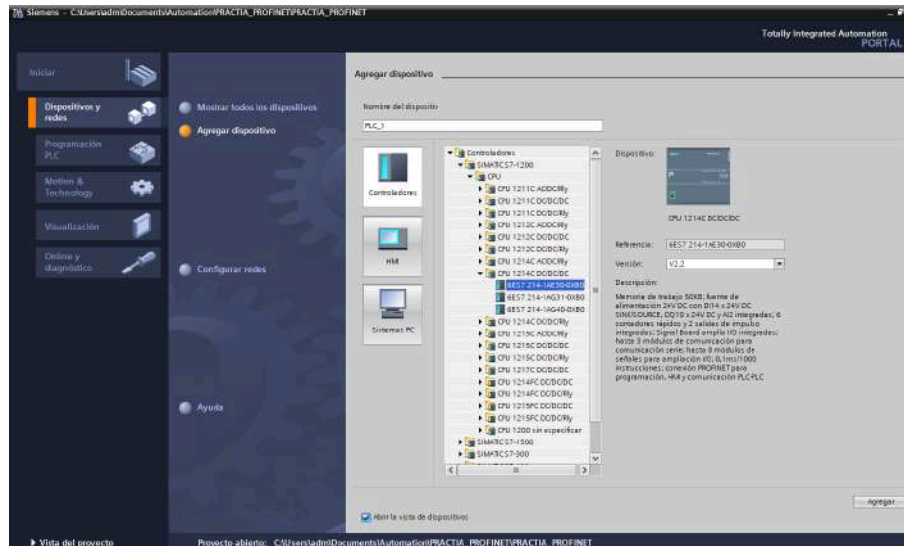 Siemens - C:\Users\adm\Documents\Automation\PRACTIA_PROFINET\PRACTIA_PROFINET
Totally Integrated Automation
PORTAL
Iniciar
Dispositivos y
redes
Programación
PLC
Motion &
Technology
Visualización
Online y
diagnóstico
Mostrar todos los dispositivos
Agregar dispositivo
Configurar redes
Ayuda
Agregar dispositivo
Nombre del dispositiv
PLC_1
Controladores
HMI
Sistemas PC
Controladores
SIMATIC S7-1200
CPU
CPU 1211C AC/DC/Rly
CPU 1211C DC/DC/DC
CPU 1211C DC/DC/Rly
CPU 1212C AC/DC/Rly
CPU 1212C DC/DC/DC
CPU 1212C DC/DC/Rly
CPU 1214C AC/DC/Rly
CPU 1214C DC/DC/DC
6ES7 214-1AE30-0XB0
6ES7 214-1AG31-0XB0
6ES7 214-1AG40-0XB0
CPU 1214C DC/DC/Rly
CPU 1215C AC/DC/Rly
CPU 1215C DC/DC/DC
CPU 1215C DC/DC/Rly
CPU 1217C DC/DC/DC
CPU 1214FC DC/DC/DC
CPU 1214FC DC/DC/Rly
CPU 1215FC DC/DC/DC
CPU 1215FC DC/DC/Rly
CPU 1200 sin especificar
SIMATIC S7-1500
SIMATIC S7-300
Dispositivo:
CPU 1214C DC/DC/DC
Referencia: 6ES7 214-1AE30-0XB0
Versión: V2.2
Descripción:
Memoria de trabajo 50KB; fuente de
alimentación 24V DC con DI14 x 24V DC
SINK/SOURCE, DQ10 x 24V DC y AI2 integradas; 6
contadores rápidos y 2 salidas de impulso
integrados; Signal Board amplía I/O integradas;
hasta 3 módulos de comunicación para
comunicación serie; hasta 8 módulos de
señales para ampliación I/O; 0,1ms/1000
instrucciones; conexión PROFINET para
programación, HMI y comunicación PLC-PLC
Abrir la vista de dispositivos
Agregar
Vista del proyecto
Proyecto abierto: C:\Users\adm\Documents\Automation\PRACTIA_PROFINET\PRACTIA_PROFINET